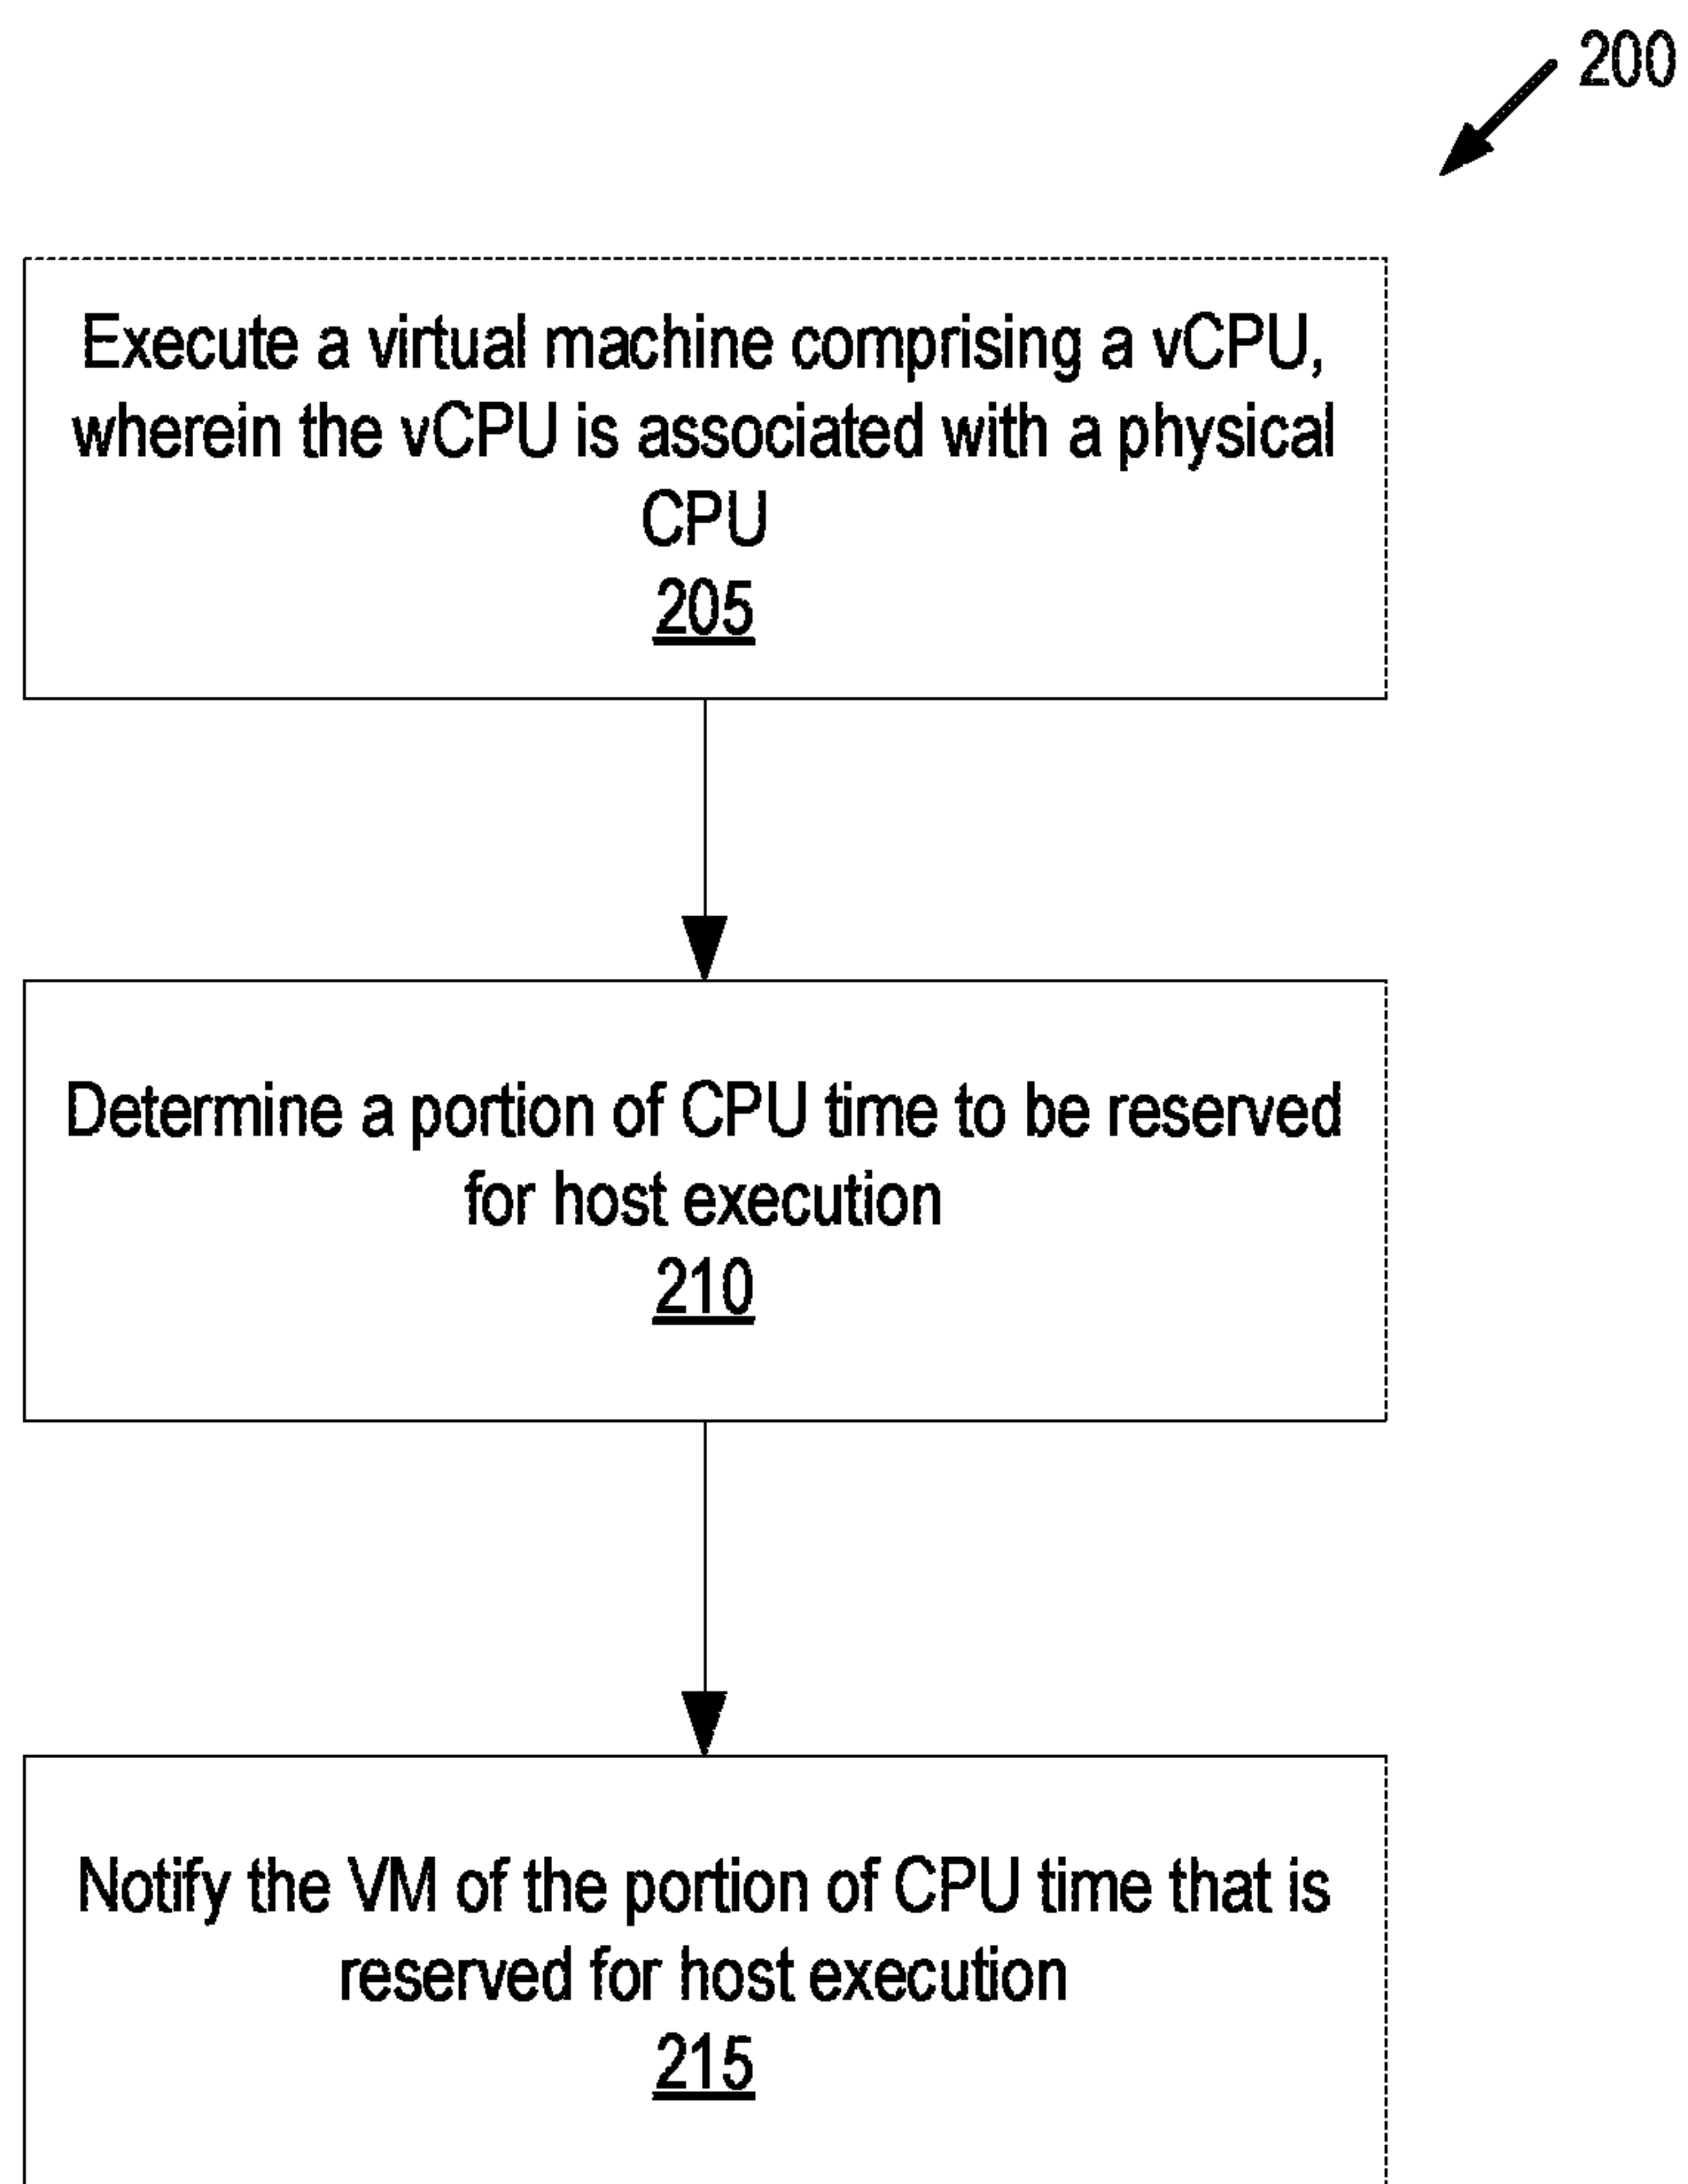 200
Execute a virtual machine comprising a vCPU,
wherein the vCPU is associated with a physical
CPU
205
Determine a portion of CPU time to be reserved
for host execution
210
Notify the VM of the portion of CPU time that is
reserved for host execution
215